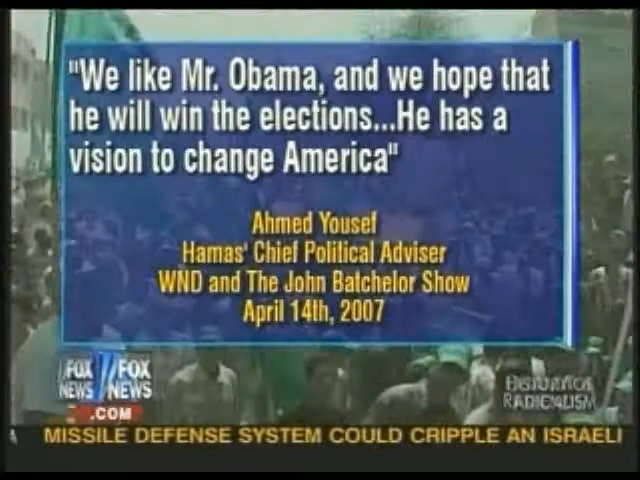 "We like Mr. Obama, and we hope that
he will win the elections...He has a
vision to change America"
Ahmed Yousef
Hamas' Chief Political Adviser
WND and The John Batchelor Show
April 14th, 2007
FOX FOX
NEWS NEWS
.COM
RADICALISM
MISSILE DEFENSE SYSTEM COULD CRIPPLE AN ISRAELI